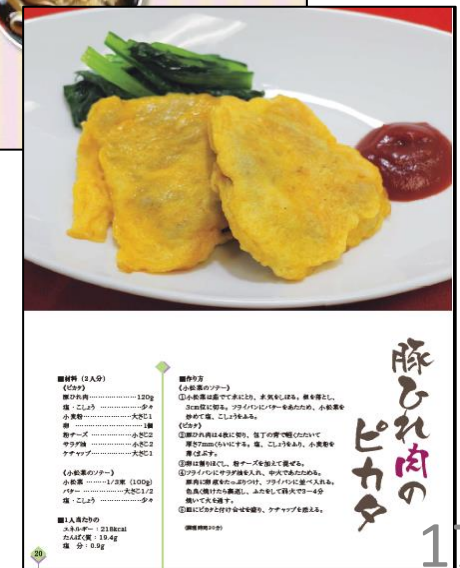 豚ひれ肉の
ピカタ
■材料（2人分）
《ピカタ》
豚ひれ肉……………120g
塩・こしょう ………少々
小麦粉……………大さじ1
卵 ……………………1個
粉チーズ …………小さじ2
サラダ油 …………小さじ2
ケチャップ………大さじ1
《小松菜のソテー》
小松菜 ……1/3束（100g）
バター …………大さじ1/2
塩・こしょう ………少々
■1人当たりの
エネルギー：218kcal
たんぱく質：19.4g
塩　分：0.9g
■作り方
《小松菜のソテー》
①小松菜は茹でて水にとり、水気をしぼる。根を落とし、
3cm位に切る。フライパンにバターをあたため、小松菜を
炒めて塩、こしょうをふる。
《ピカタ》
②豚ひれ肉は4枚に切り、包丁の背で軽くたたいて
厚さ7mmくらいにする。塩、こしょうをふり、小麦粉を
薄くまぶす。
③卵は割りほぐし、粉チーズを加えて混ぜる。
④フライパンにサラダ油を入れ、中火であたためる。
豚肉に卵液をたっぷりつけ、フライパンに並べ入れる。
色良く焼けたら裏返し、ふたをして弱火で3〜4分
焼いて火を通す。
⑤皿にピカタと付け合せを盛り、ケチャップを添える。
（調理時間20分）
20